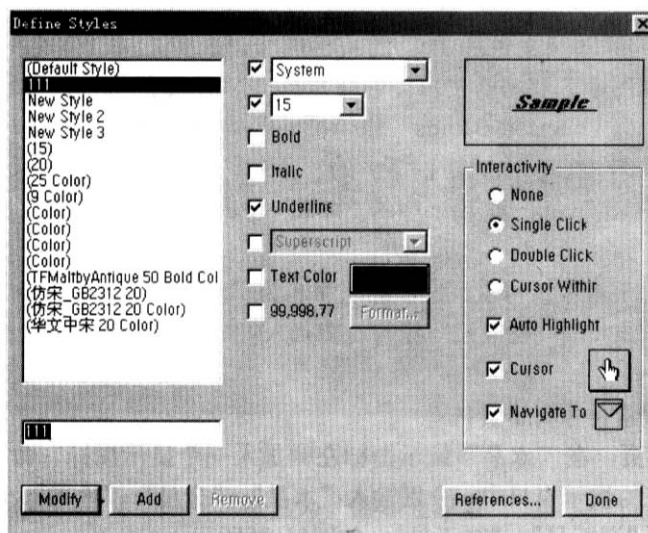 Define Styles
(Default Style)
111
New Style
New Style 2
New Style 3
(15)
(20)
(25 Color)
(9 Color)
(Color)
(Color)
(Color)
(Color)
(TFMaltbyAntique 50 Bold Col
(仿宋_GB2312 20)
(仿宋_GB2312 20 Color)
(华文中宋 20 Color)
111
System
15
Bold
Italic
Underline
Superscript
Text Color
99,998.77
Format...
Sample
Interactivity
None
Single Click
Double Click
Cursor Within
Auto Highlight
Cursor
Navigate To
Modify
Add
Remove
References...
Done